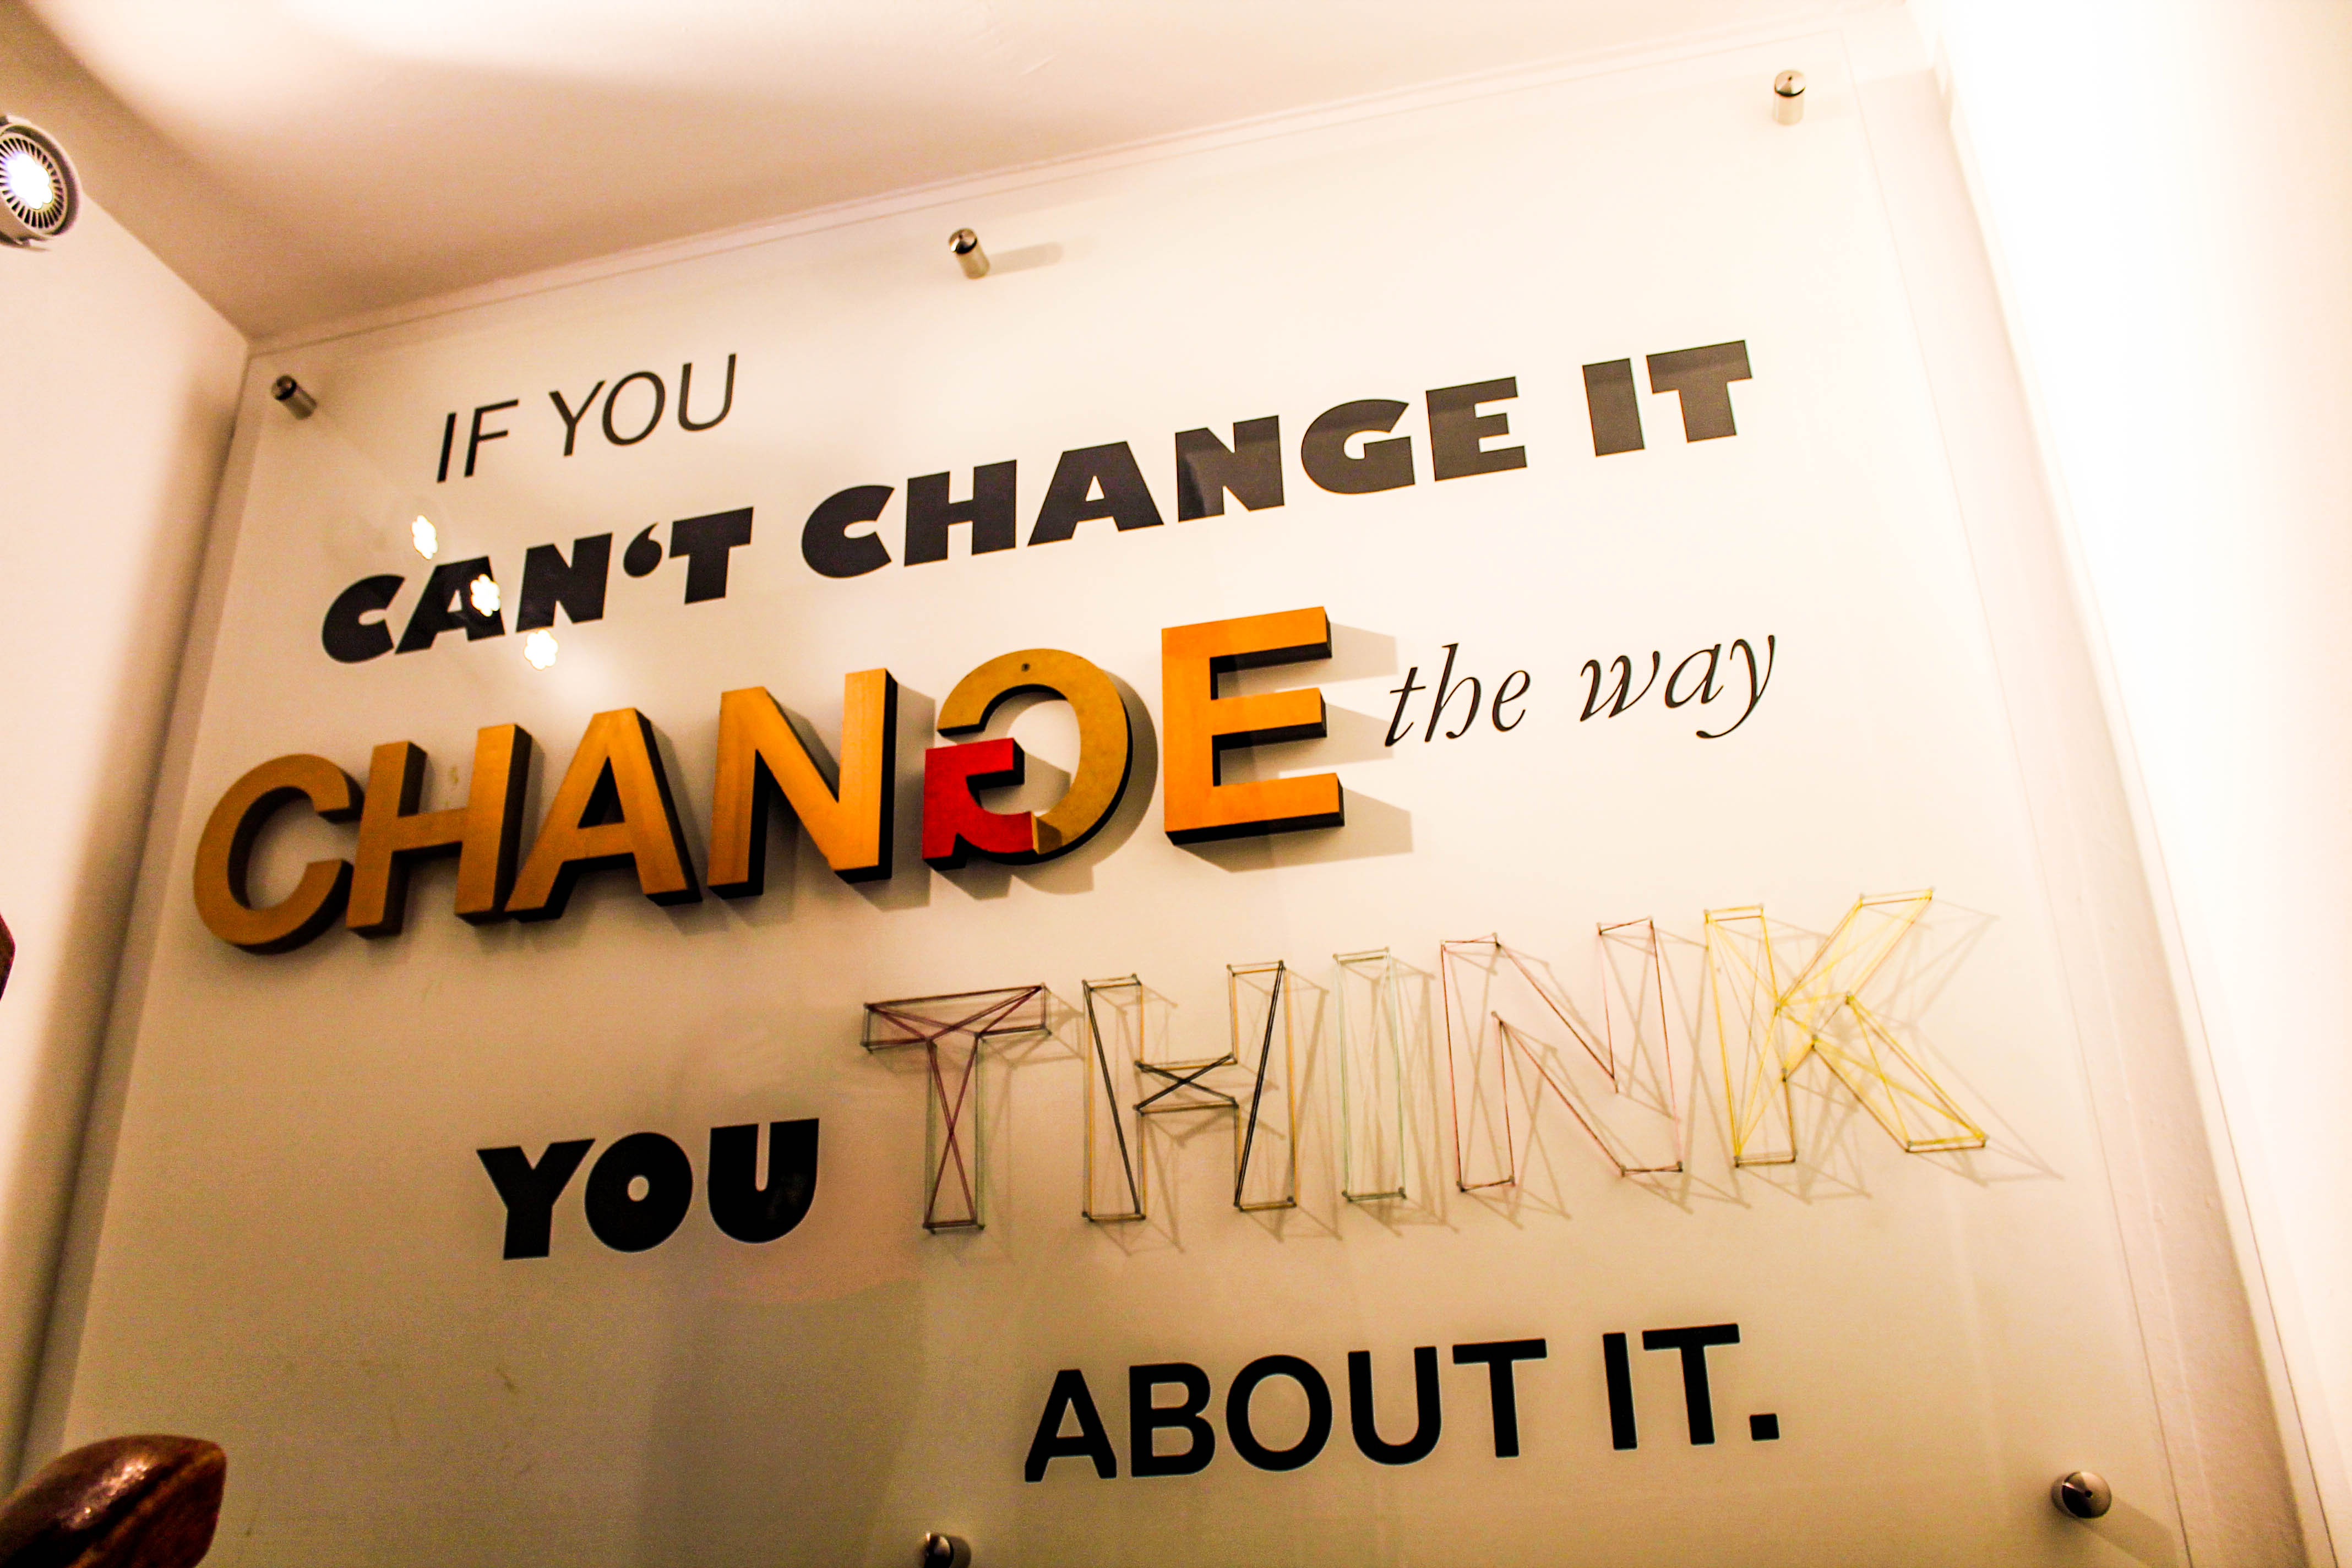 IF YOU
CAN‘T CHANGE IT
CHANGE the way
YOU THINK
ABOUT IT.